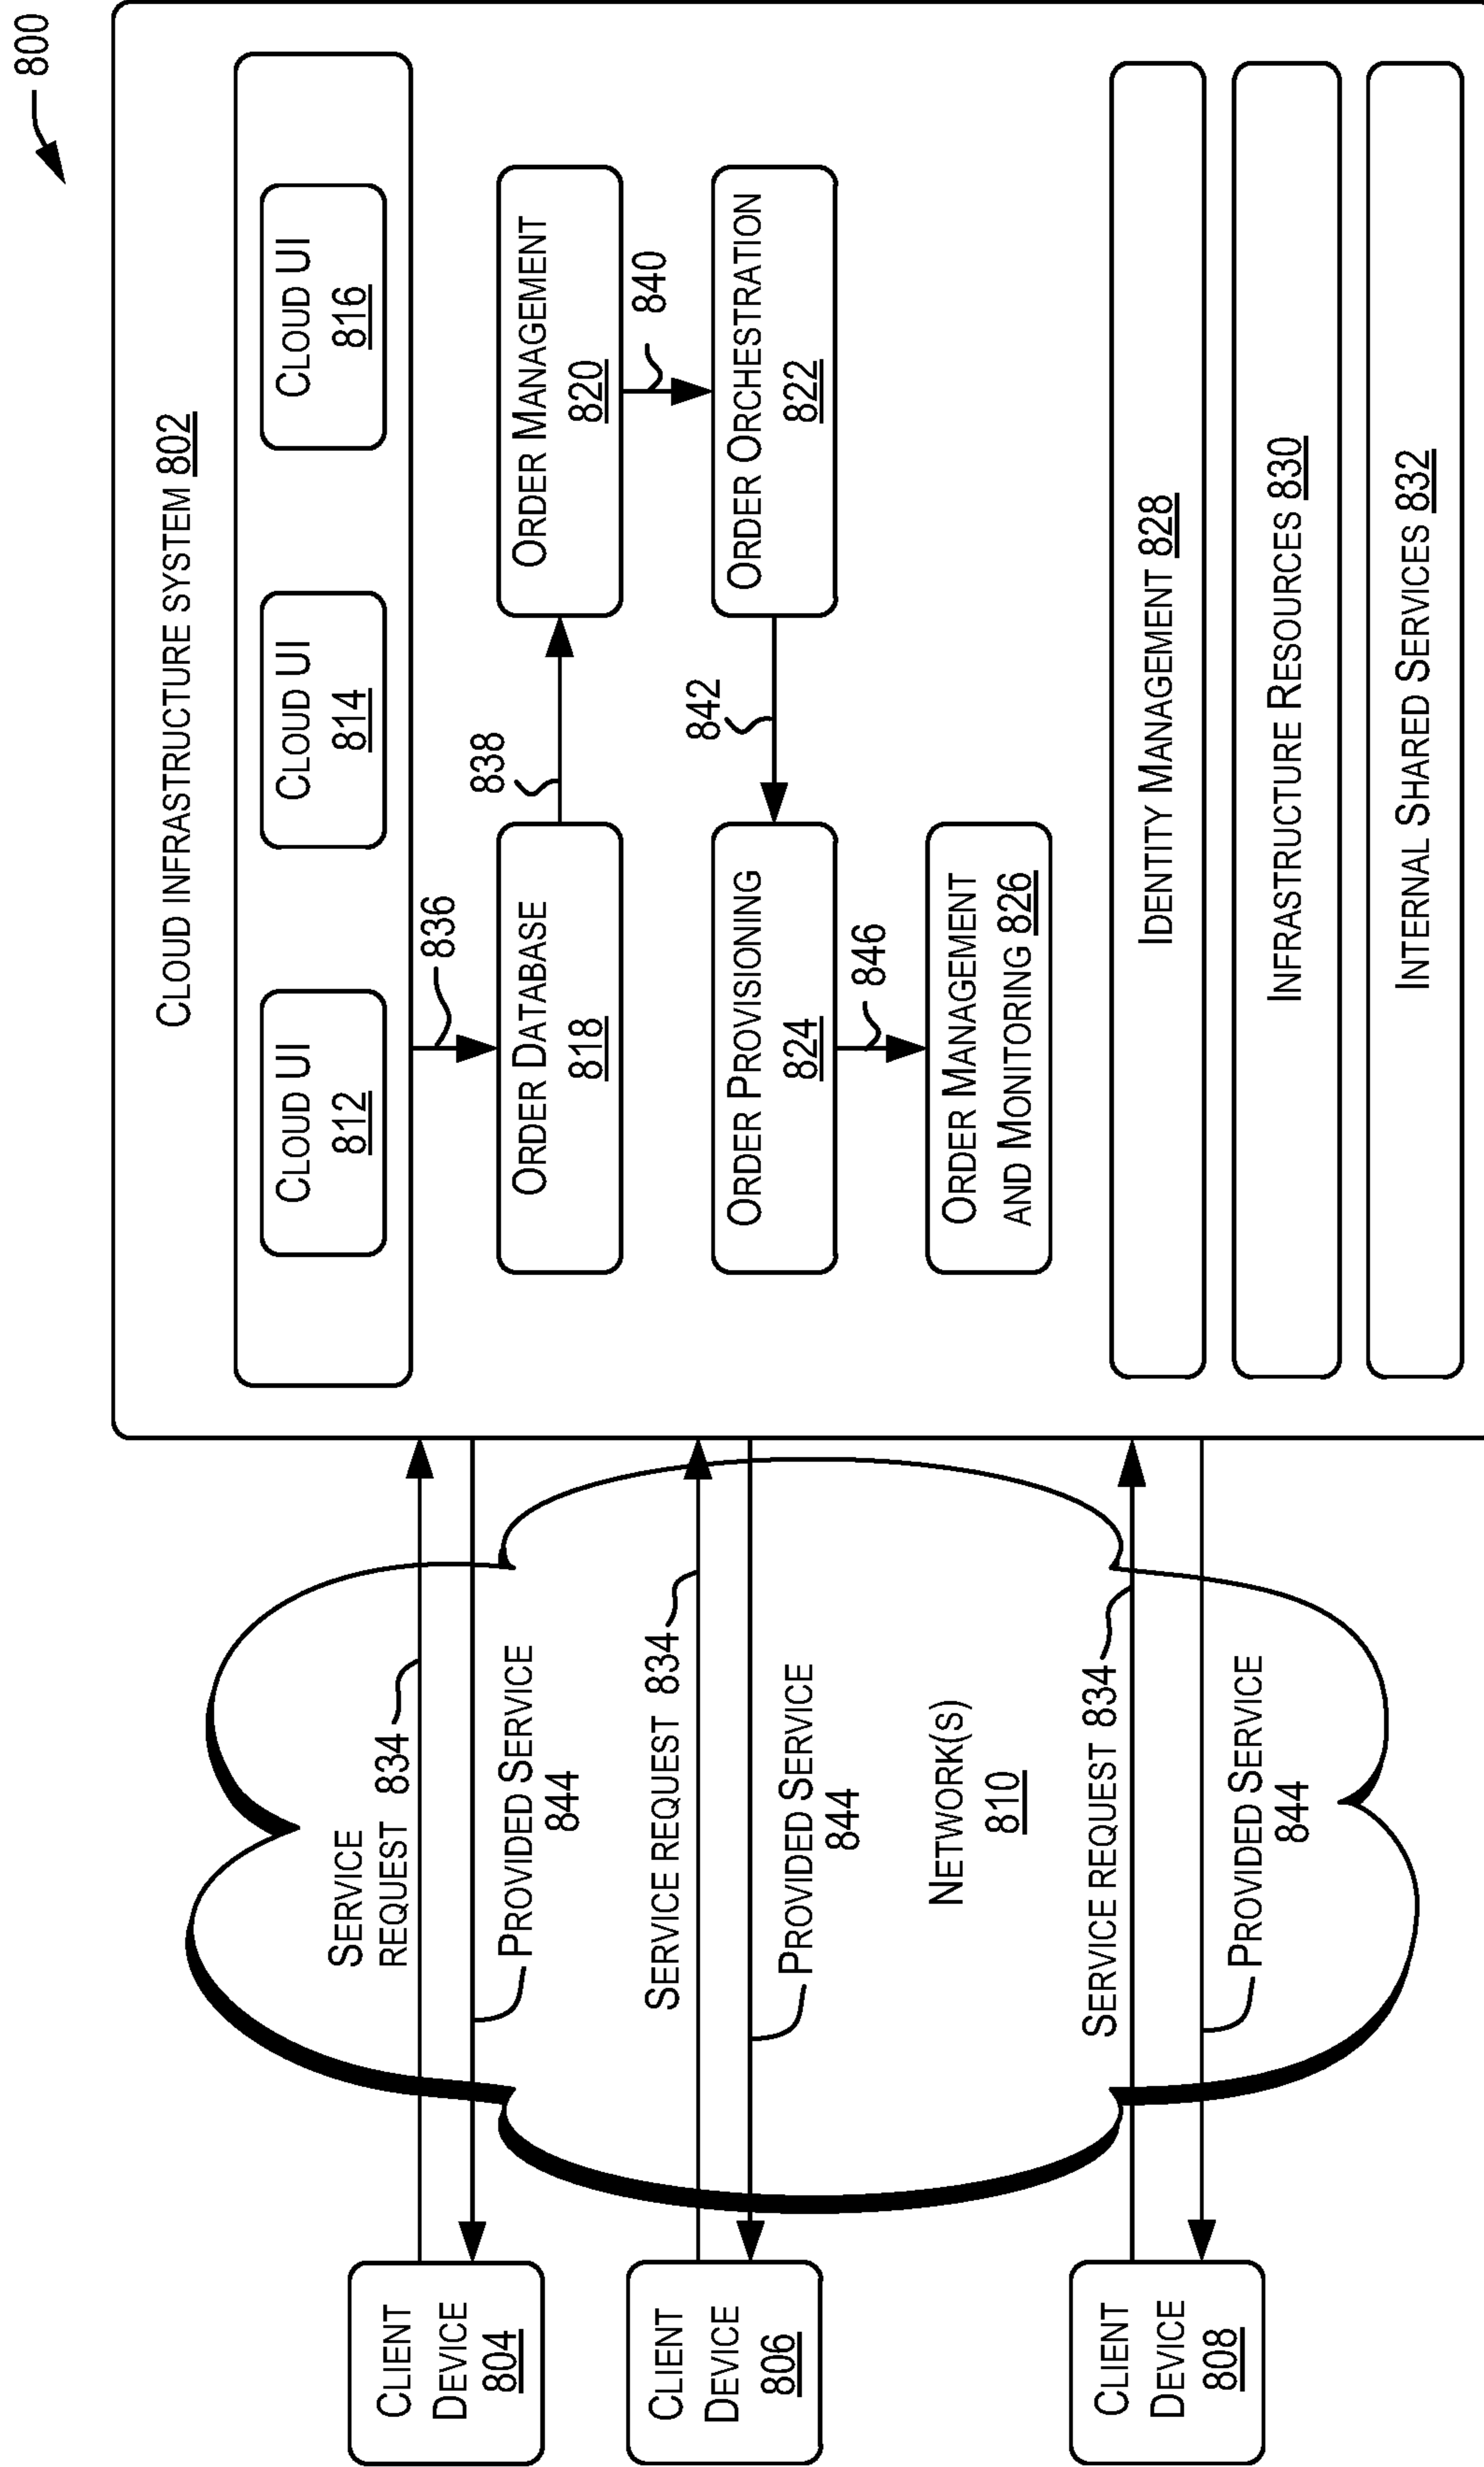 800
CLOUD INFRASTRUCTURE SYSTEM 802
CLOUD UI
812
CLOUD UI
814
CLOUD UI
816
836
ORDER DATABASE
818
838
ORDER MANAGEMENT
820
840
ORDER PROVISIONING
824
842
ORDER ORCHESTRATION
822
846
ORDER MANAGEMENT
AND MONITORING 826
IDENTITY MANAGEMENT 828
INFRASTRUCTURE RESOURCES 830
INTERNAL SHARED SERVICES 832
CLIENT
DEVICE
804
SERVICE
REQUEST 834
PROVIDED SERVICE
844
CLIENT
DEVICE
806
SERVICE REQUEST 834
PROVIDED SERVICE
844
NETWORK(S)
810
CLIENT
DEVICE
808
SERVICE REQUEST 834
PROVIDED SERVICE
844